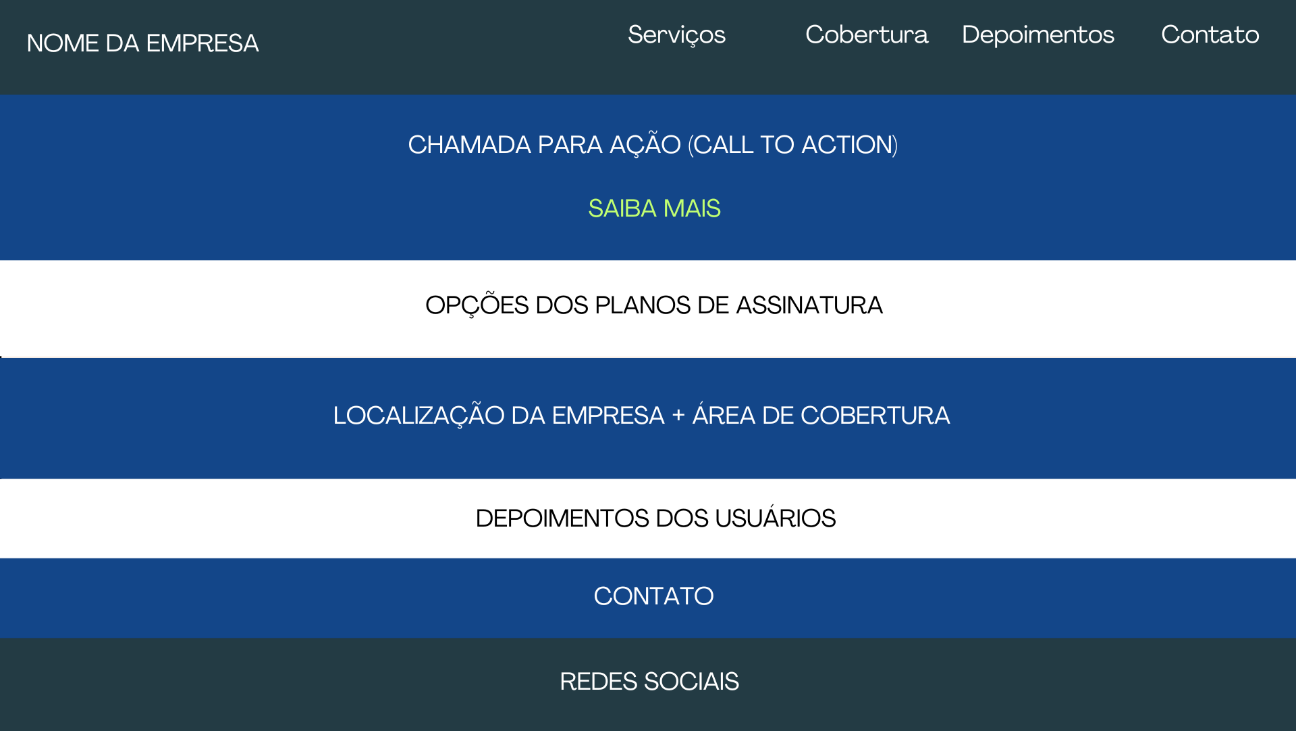 NOME DA EMPRESA
Serviços Cobertura Depoimentos Contato
CHAMADA PARA AÇÃO (CALL TO ACTION)
SAIBA MAIS
OPÇÕES DOS PLANOS DE ASSINATURA
LOCALIZAÇÃO DA EMPRESA + ÁREA DE COBERTURA
DEPOIMENTOS DOS USUÁRIOS
CONTATO
REDES SOCIAIS